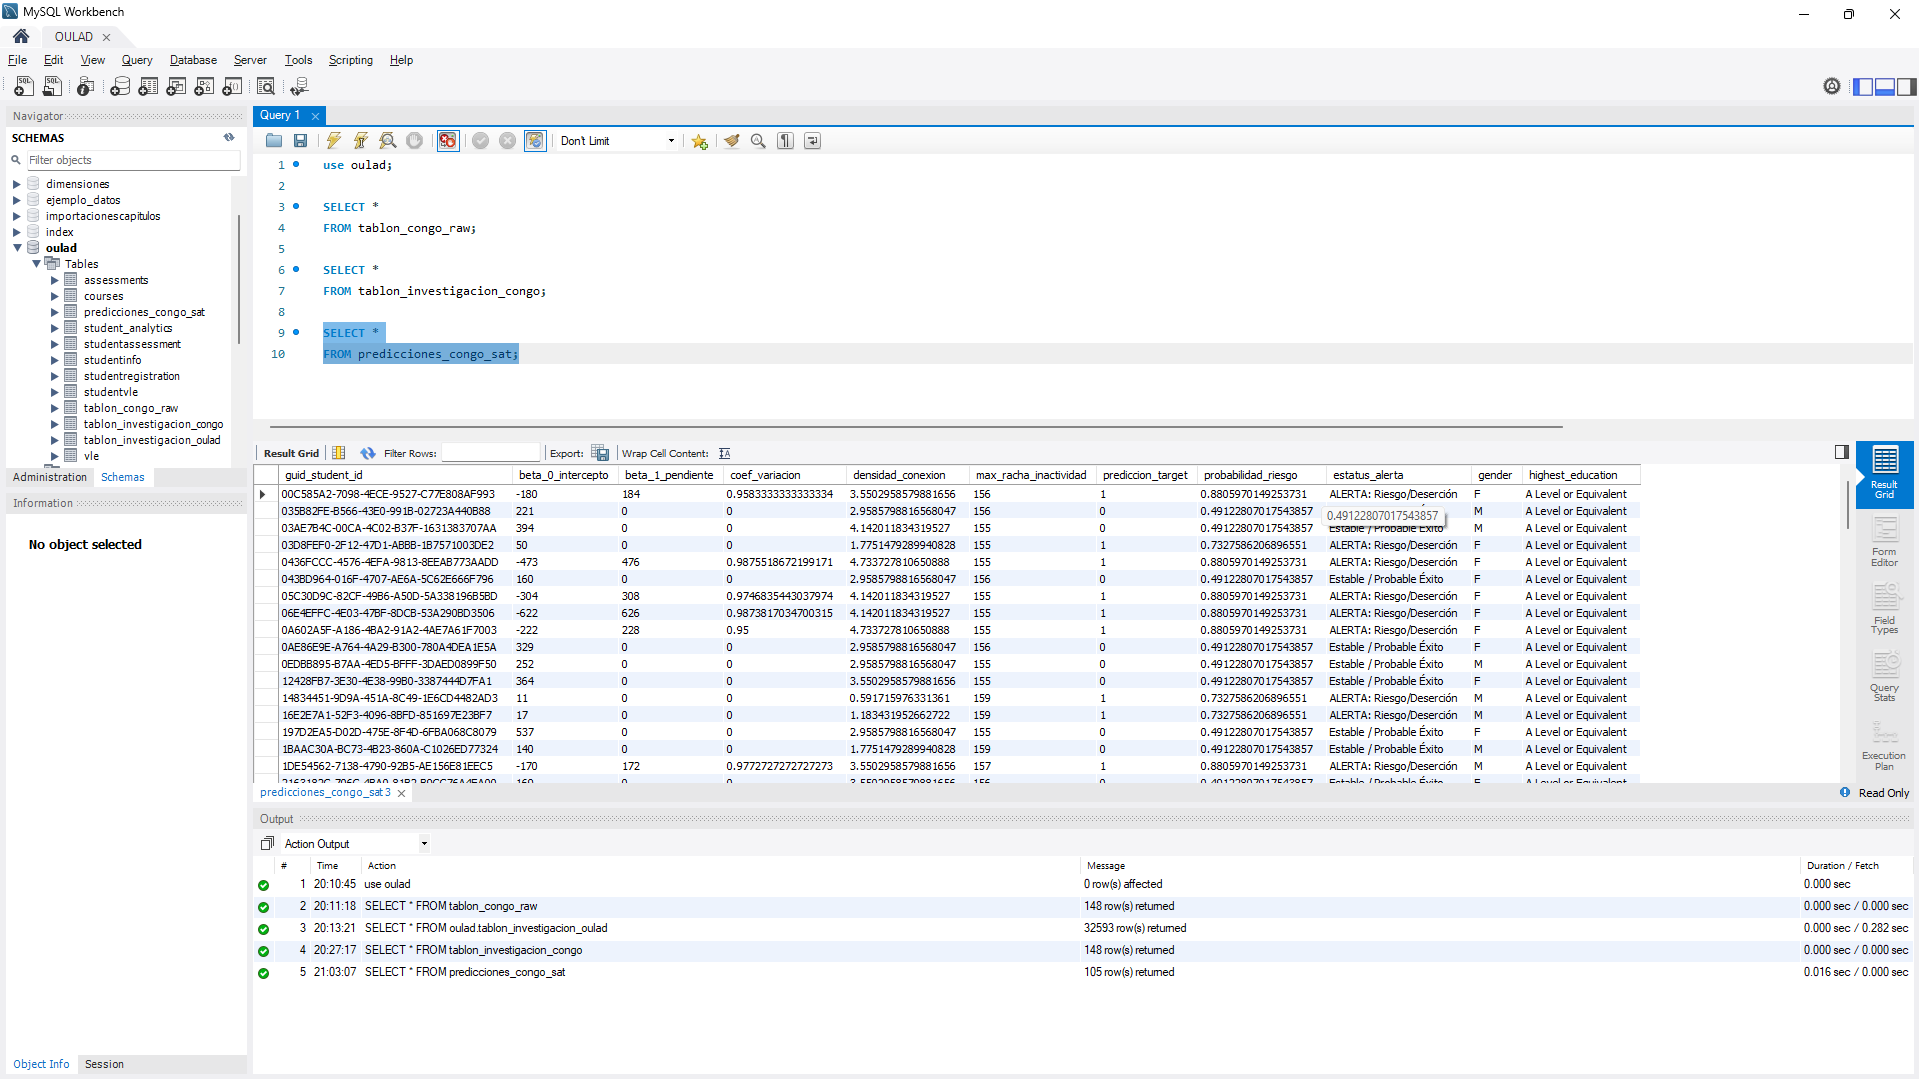 MySQL Workbench
OULAD
File Edit View Query Database Server Tools Scripting Help
Navigator
SCHEMAS
Filter objects
dimensiones
ejemplo_datos
importacionescapitulos
index
oulad
Tables
assessments
courses
predicciones_congo_sat
student_analytics
studentassessment
studentinfo
studentregistration
studentvle
tablon_congo_raw
tablon_investigacion_congo
tablon_investigacion_oulad
vle
Administration Schemas
Information
No object selected
Object Info Session
Query 1
Don't Limit
1 use oulad;
2
3 SELECT *
4 FROM tablon_congo_raw;
5
6 SELECT *
7 FROM tablon_investigacion_congo;
8
9 SELECT *
10 FROM predicciones_congo_sat;
Result Grid Filter Rows: Export: Wrap Cell Content:
guid_student_id beta_0_intercepto beta_1_pendiente coef_variacion densidad_conexion max_racha_inactividad prediccion_target probabilidad_riesgo estatus_alerta gender highest_education
00C585A2-7098-4ECE-9527-C77E808AF993 -180 184 0.9583333333333334 3.5502958579881656 156 1 0.8805970149253731 ALERTA: Riesgo/Deserción F A Level or Equivalent
035B82FE-B566-43E0-991B-02723A440B88 221 0 0 2.9585798816568047 156 0 0.49122807017543857 M A Level or Equivalent
0.49122807017543857
03AE7B4C-00CA-4C02-B37F-1631383707AA 394 0 0 4.142011834319527 155 0 0.49122807017543857 Estable / Probable Éxito M A Level or Equivalent
03D8FEF0-2F12-47D1-ABBB-1B7571003DE2 50 0 0 1.7751479289940828 155 1 0.7327586206896551 ALERTA: Riesgo/Deserción F A Level or Equivalent
0436FCCC-4576-4EFA-9813-8EEAB773AADD -473 476 0.9875518672199171 4.733727810650888 155 1 0.8805970149253731 ALERTA: Riesgo/Deserción F A Level or Equivalent
043BD964-016F-4707-AE6A-5C62E666F796 160 0 0 2.9585798816568047 156 0 0.49122807017543857 Estable / Probable Éxito F A Level or Equivalent
05C30D9C-82CF-49B6-A50D-5A338196B5BD -304 308 0.9746835443037974 4.142011834319527 155 1 0.8805970149253731 ALERTA: Riesgo/Deserción F A Level or Equivalent
06E4EFFC-4E03-47BF-8DCB-53A290BD3506 -622 626 0.9873817034700315 4.142011834319527 155 1 0.8805970149253731 ALERTA: Riesgo/Deserción F A Level or Equivalent
0A602A5F-A186-4BA2-91A2-4AE7A61F7003 -222 228 0.95 4.733727810650888 155 1 0.8805970149253731 ALERTA: Riesgo/Deserción F A Level or Equivalent
0AE86E9E-A764-4A29-B300-780A4DEA1E5A 329 0 0 2.9585798816568047 156 0 0.49122807017543857 Estable / Probable Éxito F A Level or Equivalent
0EDBB895-B7AA-4ED5-BFFF-3DAED0899F50 252 0 0 2.9585798816568047 155 0 0.49122807017543857 Estable / Probable Éxito M A Level or Equivalent
12428FB7-3E30-4E38-99B0-3387444D7FA1 364 0 0 3.5502958579881656 155 0 0.49122807017543857 Estable / Probable Éxito F A Level or Equivalent
14834451-9D9A-451A-8C49-1E6CD4482AD3 11 0 0 0.591715976331361 159 1 0.7327586206896551 ALERTA: Riesgo/Deserción M A Level or Equivalent
16E2E7A1-52F3-4096-8BFD-851697E23BF7 17 0 0 1.183431952662722 159 1 0.7327586206896551 ALERTA: Riesgo/Deserción M A Level or Equivalent
197D2EA5-D02D-475E-8F4D-6FBA068C8079 537 0 0 2.9585798816568047 155 0 0.49122807017543857 Estable / Probable Éxito F A Level or Equivalent
1BAAC30A-BC73-4B23-860A-C1026ED77324 140 0 0 1.7751479289940828 159 0 0.49122807017543857 Estable / Probable Éxito M A Level or Equivalent
1DE54562-7138-4790-92B5-AE156E81EEC5 -170 172 0.9772727272727273 3.5502958579881656 157 1 0.8805970149253731 ALERTA: Riesgo/Deserción M A Level or Equivalent
0 0 3.5502958579881656 156 0 0.49122807017543857 Estable / Probable Éxito M A Level or Equivalent
Result Grid
Form Editor
Field Types
Query Stats
Execution Plan
predicciones_congo_sat 3 Read Only
Output
Action Output
# Time Action Message Duration / Fetch
1 20:10:45 use oulad 0 row(s) affected 0.000 sec
2 20:11:18 SELECT * FROM tablon_congo_raw 148 row(s) returned 0.000 sec / 0.000 sec
3 20:13:21 SELECT * FROM oulad.tablon_investigacion_oulad 32593 row(s) returned 0.000 sec / 0.282 sec
4 20:27:17 SELECT * FROM tablon_investigacion_congo 148 row(s) returned 0.000 sec / 0.000 sec
5 21:03:07 SELECT * FROM predicciones_congo_sat 105 row(s) returned 0.016 sec / 0.000 sec